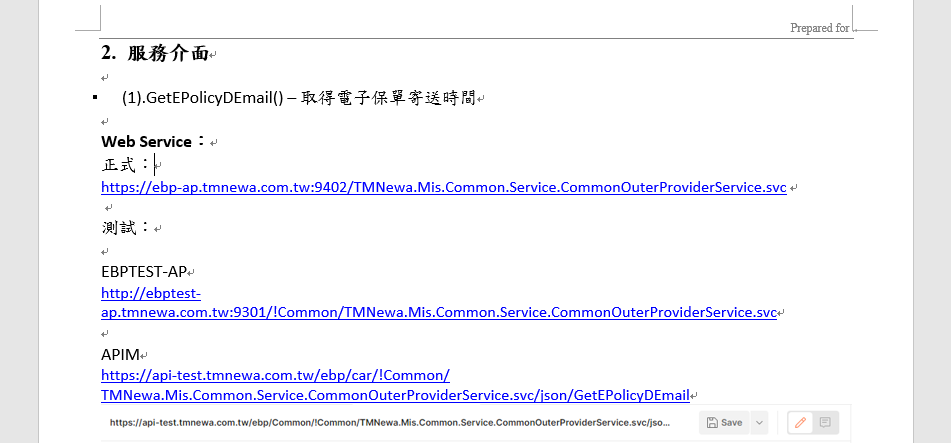 Prepared for
2. 服務介面
(1).GetEPolicyDEmail() – 取得電子保單寄送時間
Web Service：
正式：
https://ebp-ap.tmnewa.com.tw:9402/TMNewa.Mis.Common.Service.CommonOuterProviderService.svc
測試：
EBPTEST-AP
http://ebptest-
ap.tmnewa.com.tw:9301/!Common/TMNewa.Mis.Common.Service.CommonOuterProviderService.svc
APIM
https://api-test.tmnewa.com.tw/ebp/car/!Common/
TMNewa.Mis.Common.Service.CommonOuterProviderService.svc/json/GetEPolicyDEmail
https://api-test.tmnewa.com.tw/ebp/Common/!Common/TMNewa.Mis.Common.Service.CommonOuterProviderService.svc/jso... Save